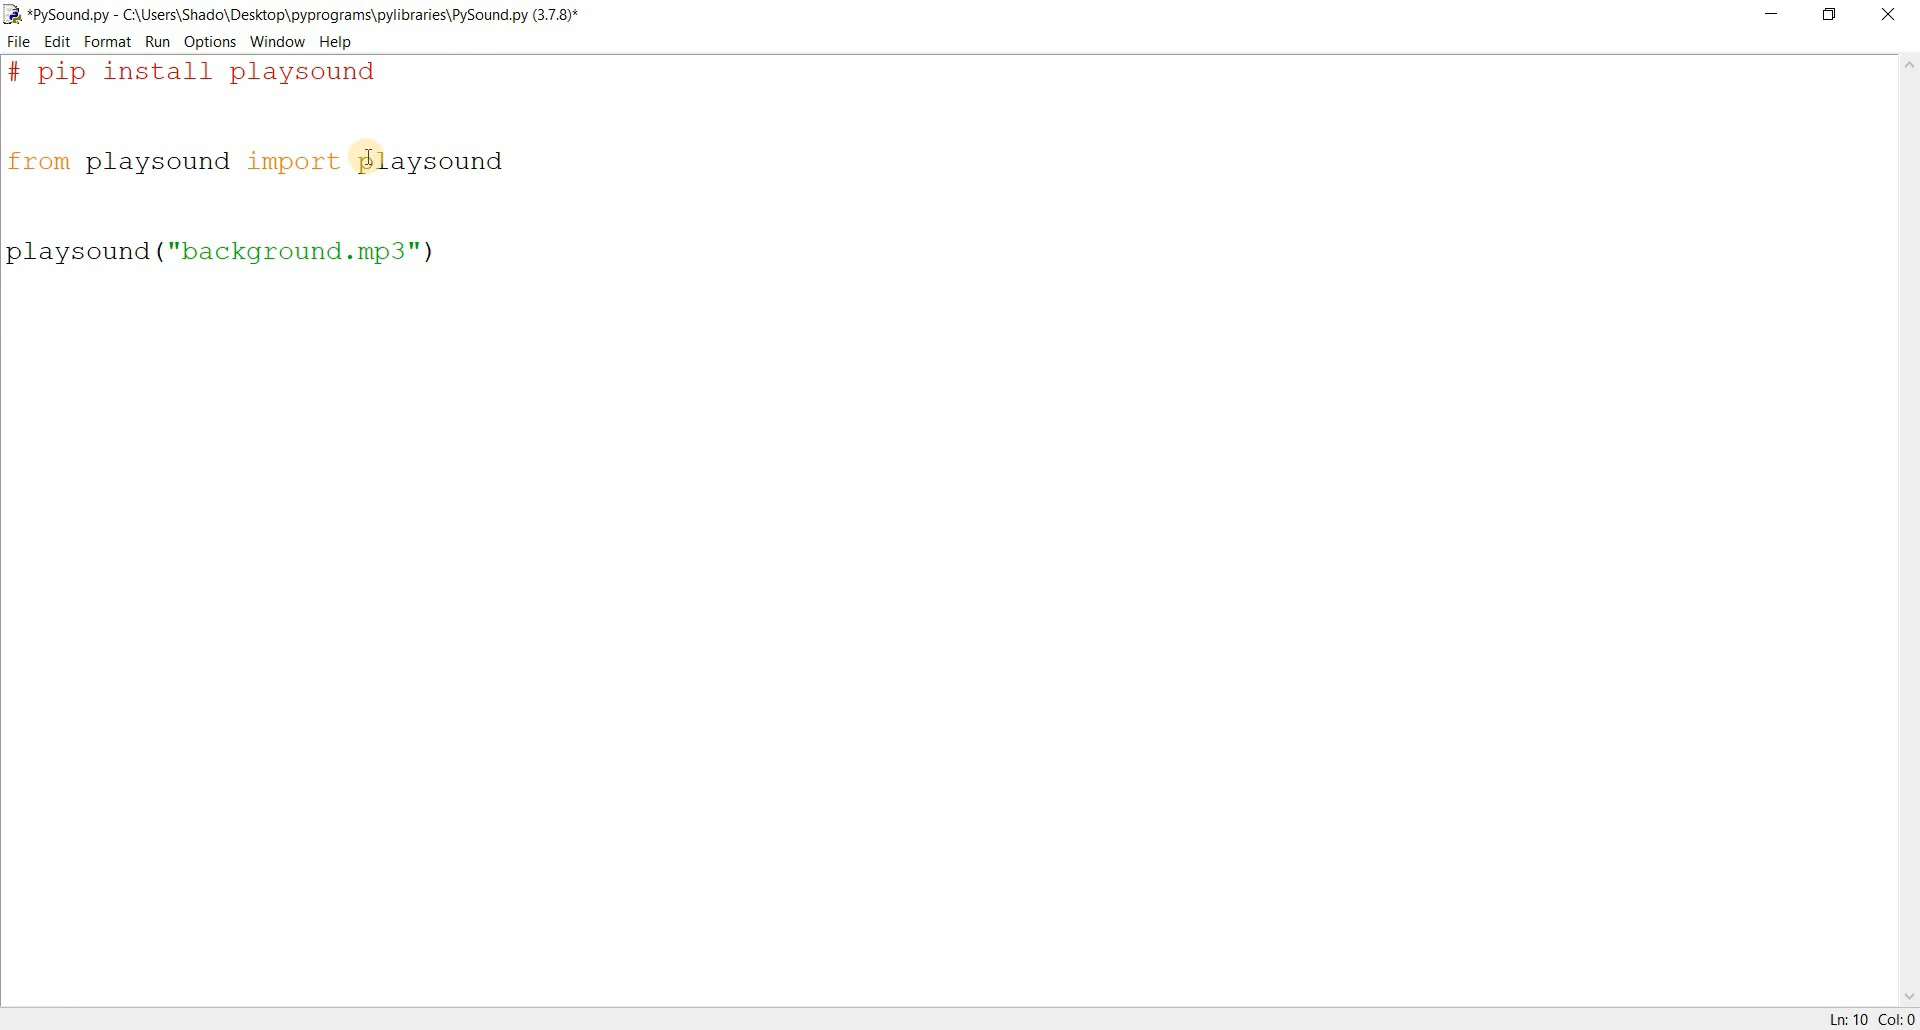 *PySound.py - C:\Users\Shado\Desktop\pyprograms\pylibraries\PySound.py (3.7.8)*
File Edit Format Run Options Window Help
# pip install playsound
from playsound import playsound
playsound("background.mp3")
Ln: 10 Col: 0